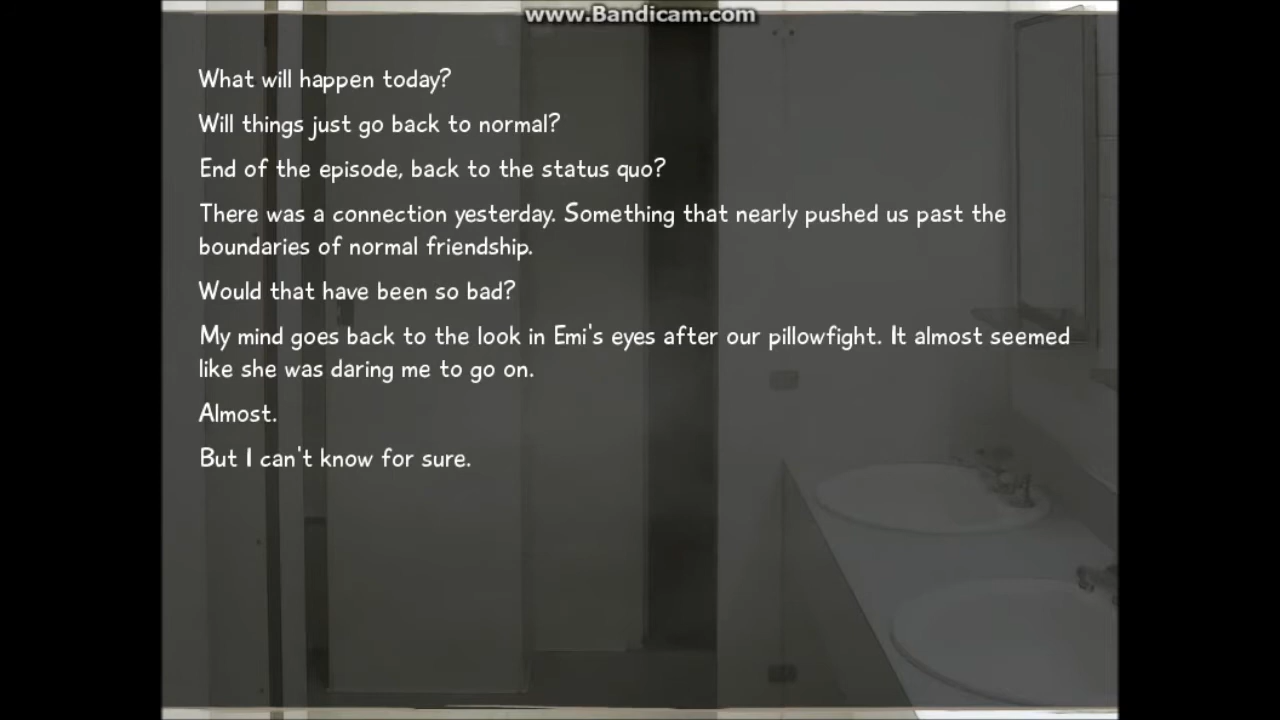 www.Bandicam.com
What will happen today?
Will things just go back to normal?
End of the episode, back to the status quo?
There was a connection yesterday. Something that nearly pushed us past the
boundaries of normal friendship.
Would that have been so bad?
My mind goes back to the look in Emi's eyes after our pillowfight. It almost seemed
like she was daring me to go on.
Almost.
But I can't know for sure.